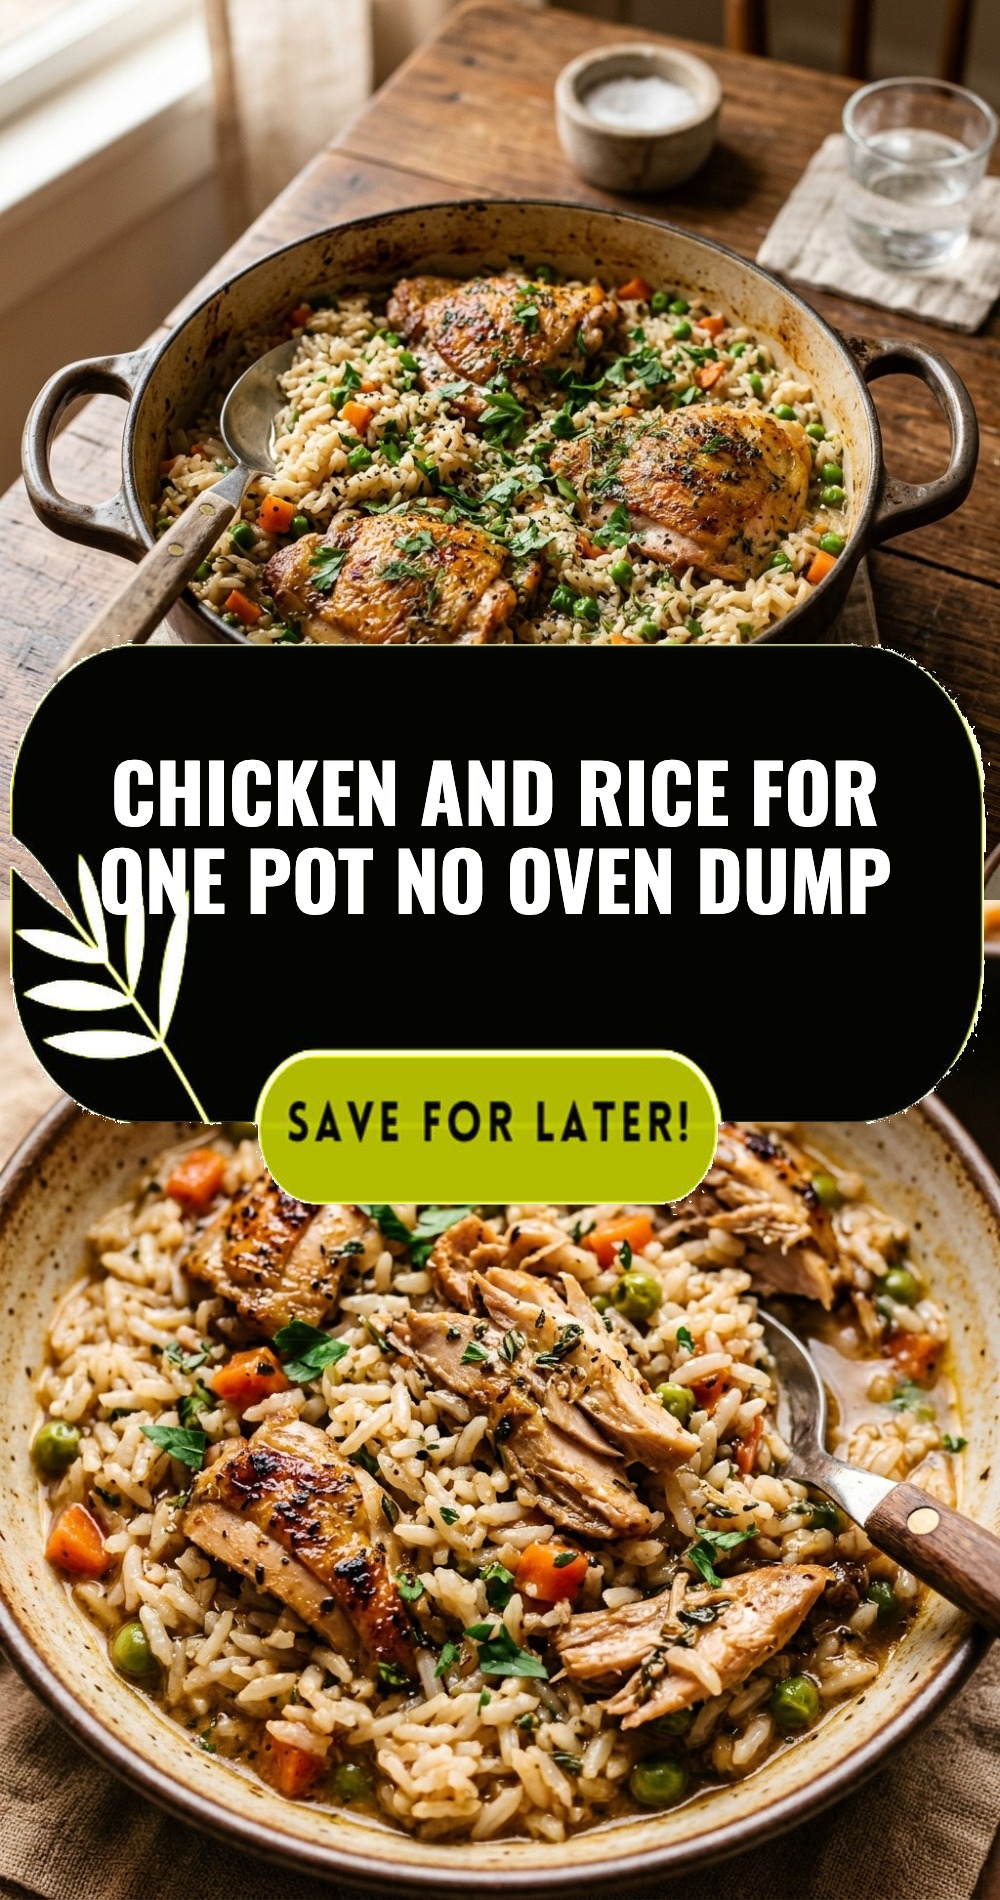 CHICKEN AND RICE FOR
ONE POT NO OVEN DUMP
SAVE FOR LATER!